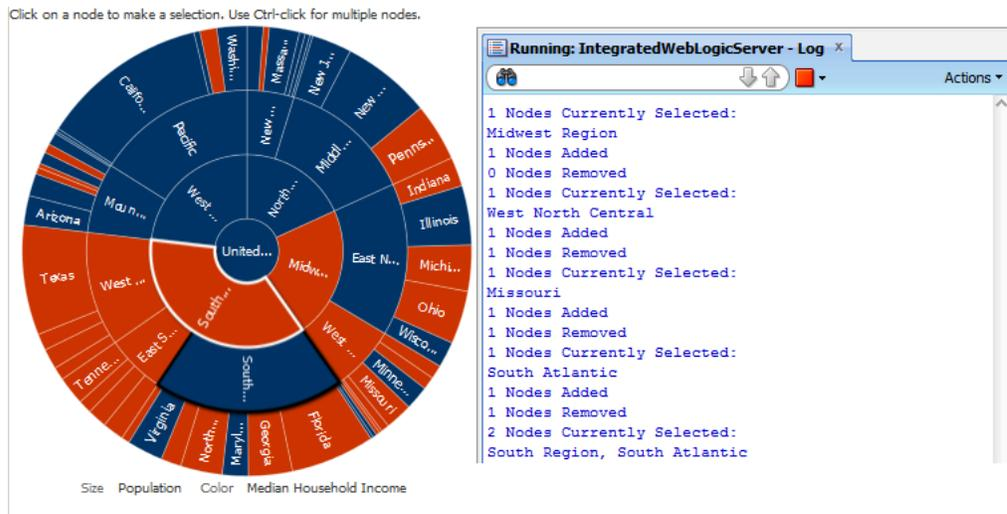 Click on a node to make a selection. Use Ctrl-click for multiple nodes.
United...
West ...
North...
Midw...
South...
Pacific
New ...
Middl...
East N...
West ...
South...
East S...
West ...
Moun...
Califo...
Washi...
Massa...
New J...
New ...
Penns...
Indiana
Illinois
Michi...
Ohio
Wisco...
Minne...
Missouri
Florida
Georgia
Maryl...
North...
Virginia
Tenne...
Texas
Arizona
Size Population Color Median Household Income
Running: IntegratedWebLogicServer - Log x
Actions
1 Nodes Currently Selected:
Midwest Region
1 Nodes Added
0 Nodes Removed
1 Nodes Currently Selected:
West North Central
1 Nodes Added
1 Nodes Removed
1 Nodes Currently Selected:
Missouri
1 Nodes Added
1 Nodes Removed
1 Nodes Currently Selected:
South Atlantic
1 Nodes Added
1 Nodes Removed
2 Nodes Currently Selected:
South Region, South Atlantic